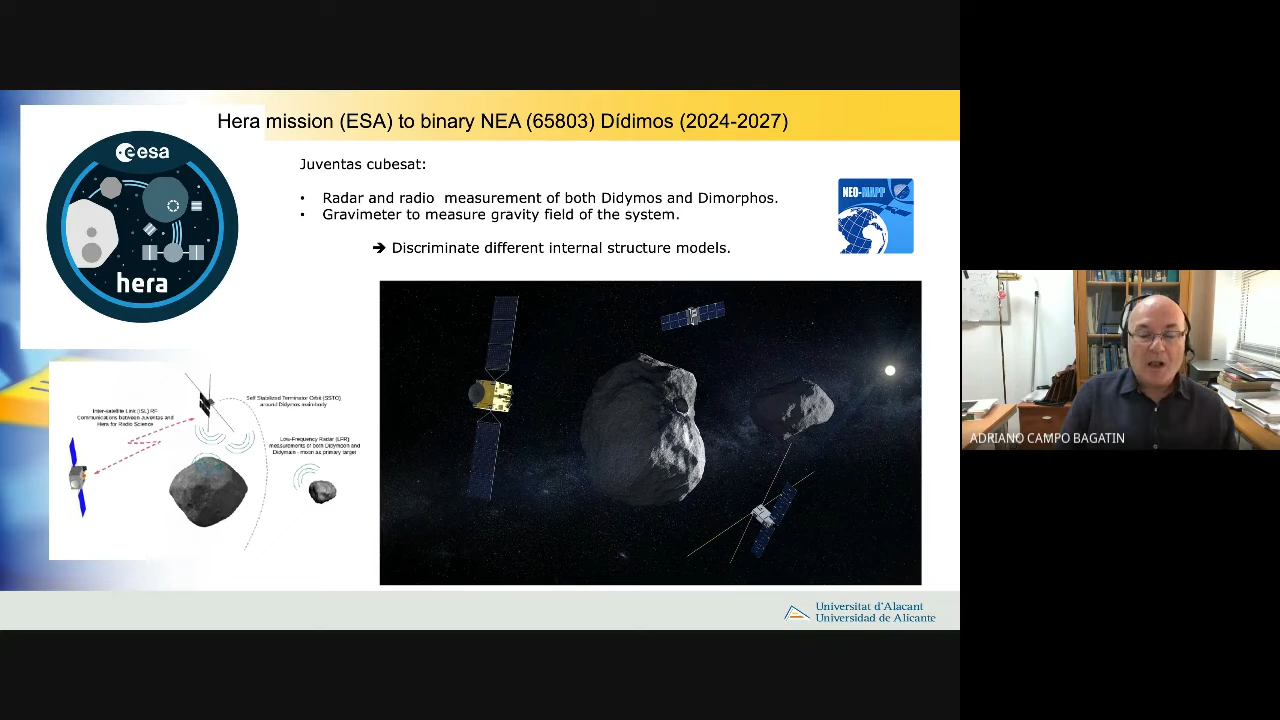 Hera mission (ESA) to binary NEA (65803) Dídimos (2024-2027)
esa
hera
Juventas cubesat:
• Radar and radio measurement of both Didymos and Dimorphos.
• Gravimeter to measure gravity field of the system.
➔ Discriminate different internal structure models.
NEO-MAPP
Self Stabilized Terminator Orbit (SSTO)
around Didymos main-body
Inter-satellite Link (ISL) RF
Communications between Juventas and
Hera for Radio Science
Low-Frequency Radar (LFR)
measurements of both Didymoon and
Didymain - moon as primary target
ADRIANO CAMPO BAGATIN
Universitat d'Alacant
Universidad de Alicante